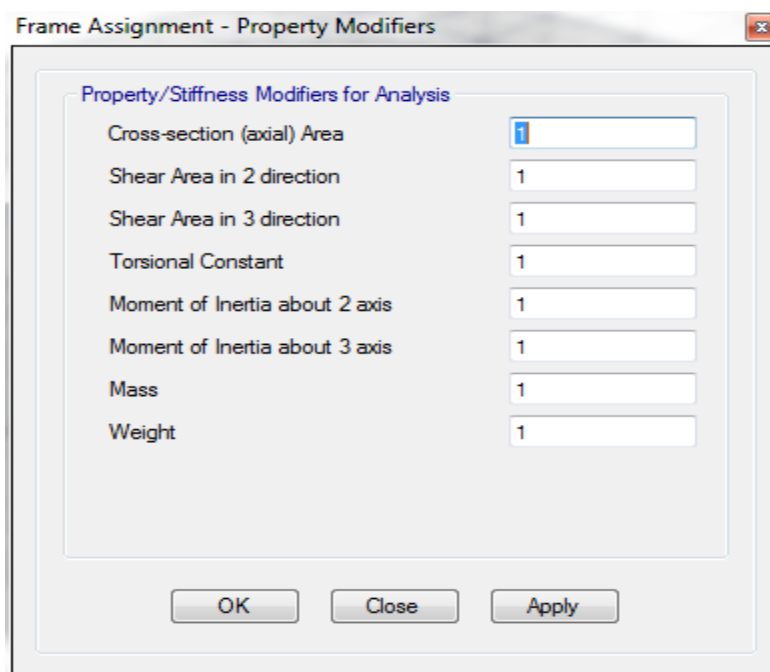 Frame Assignment - Property Modifiers
Property/Stiffness Modifiers for Analysis
Cross-section (axial) Area 1
Shear Area in 2 direction 1
Shear Area in 3 direction 1
Torsional Constant 1
Moment of Inertia about 2 axis 1
Moment of Inertia about 3 axis 1
Mass 1
Weight 1
OK Close Apply